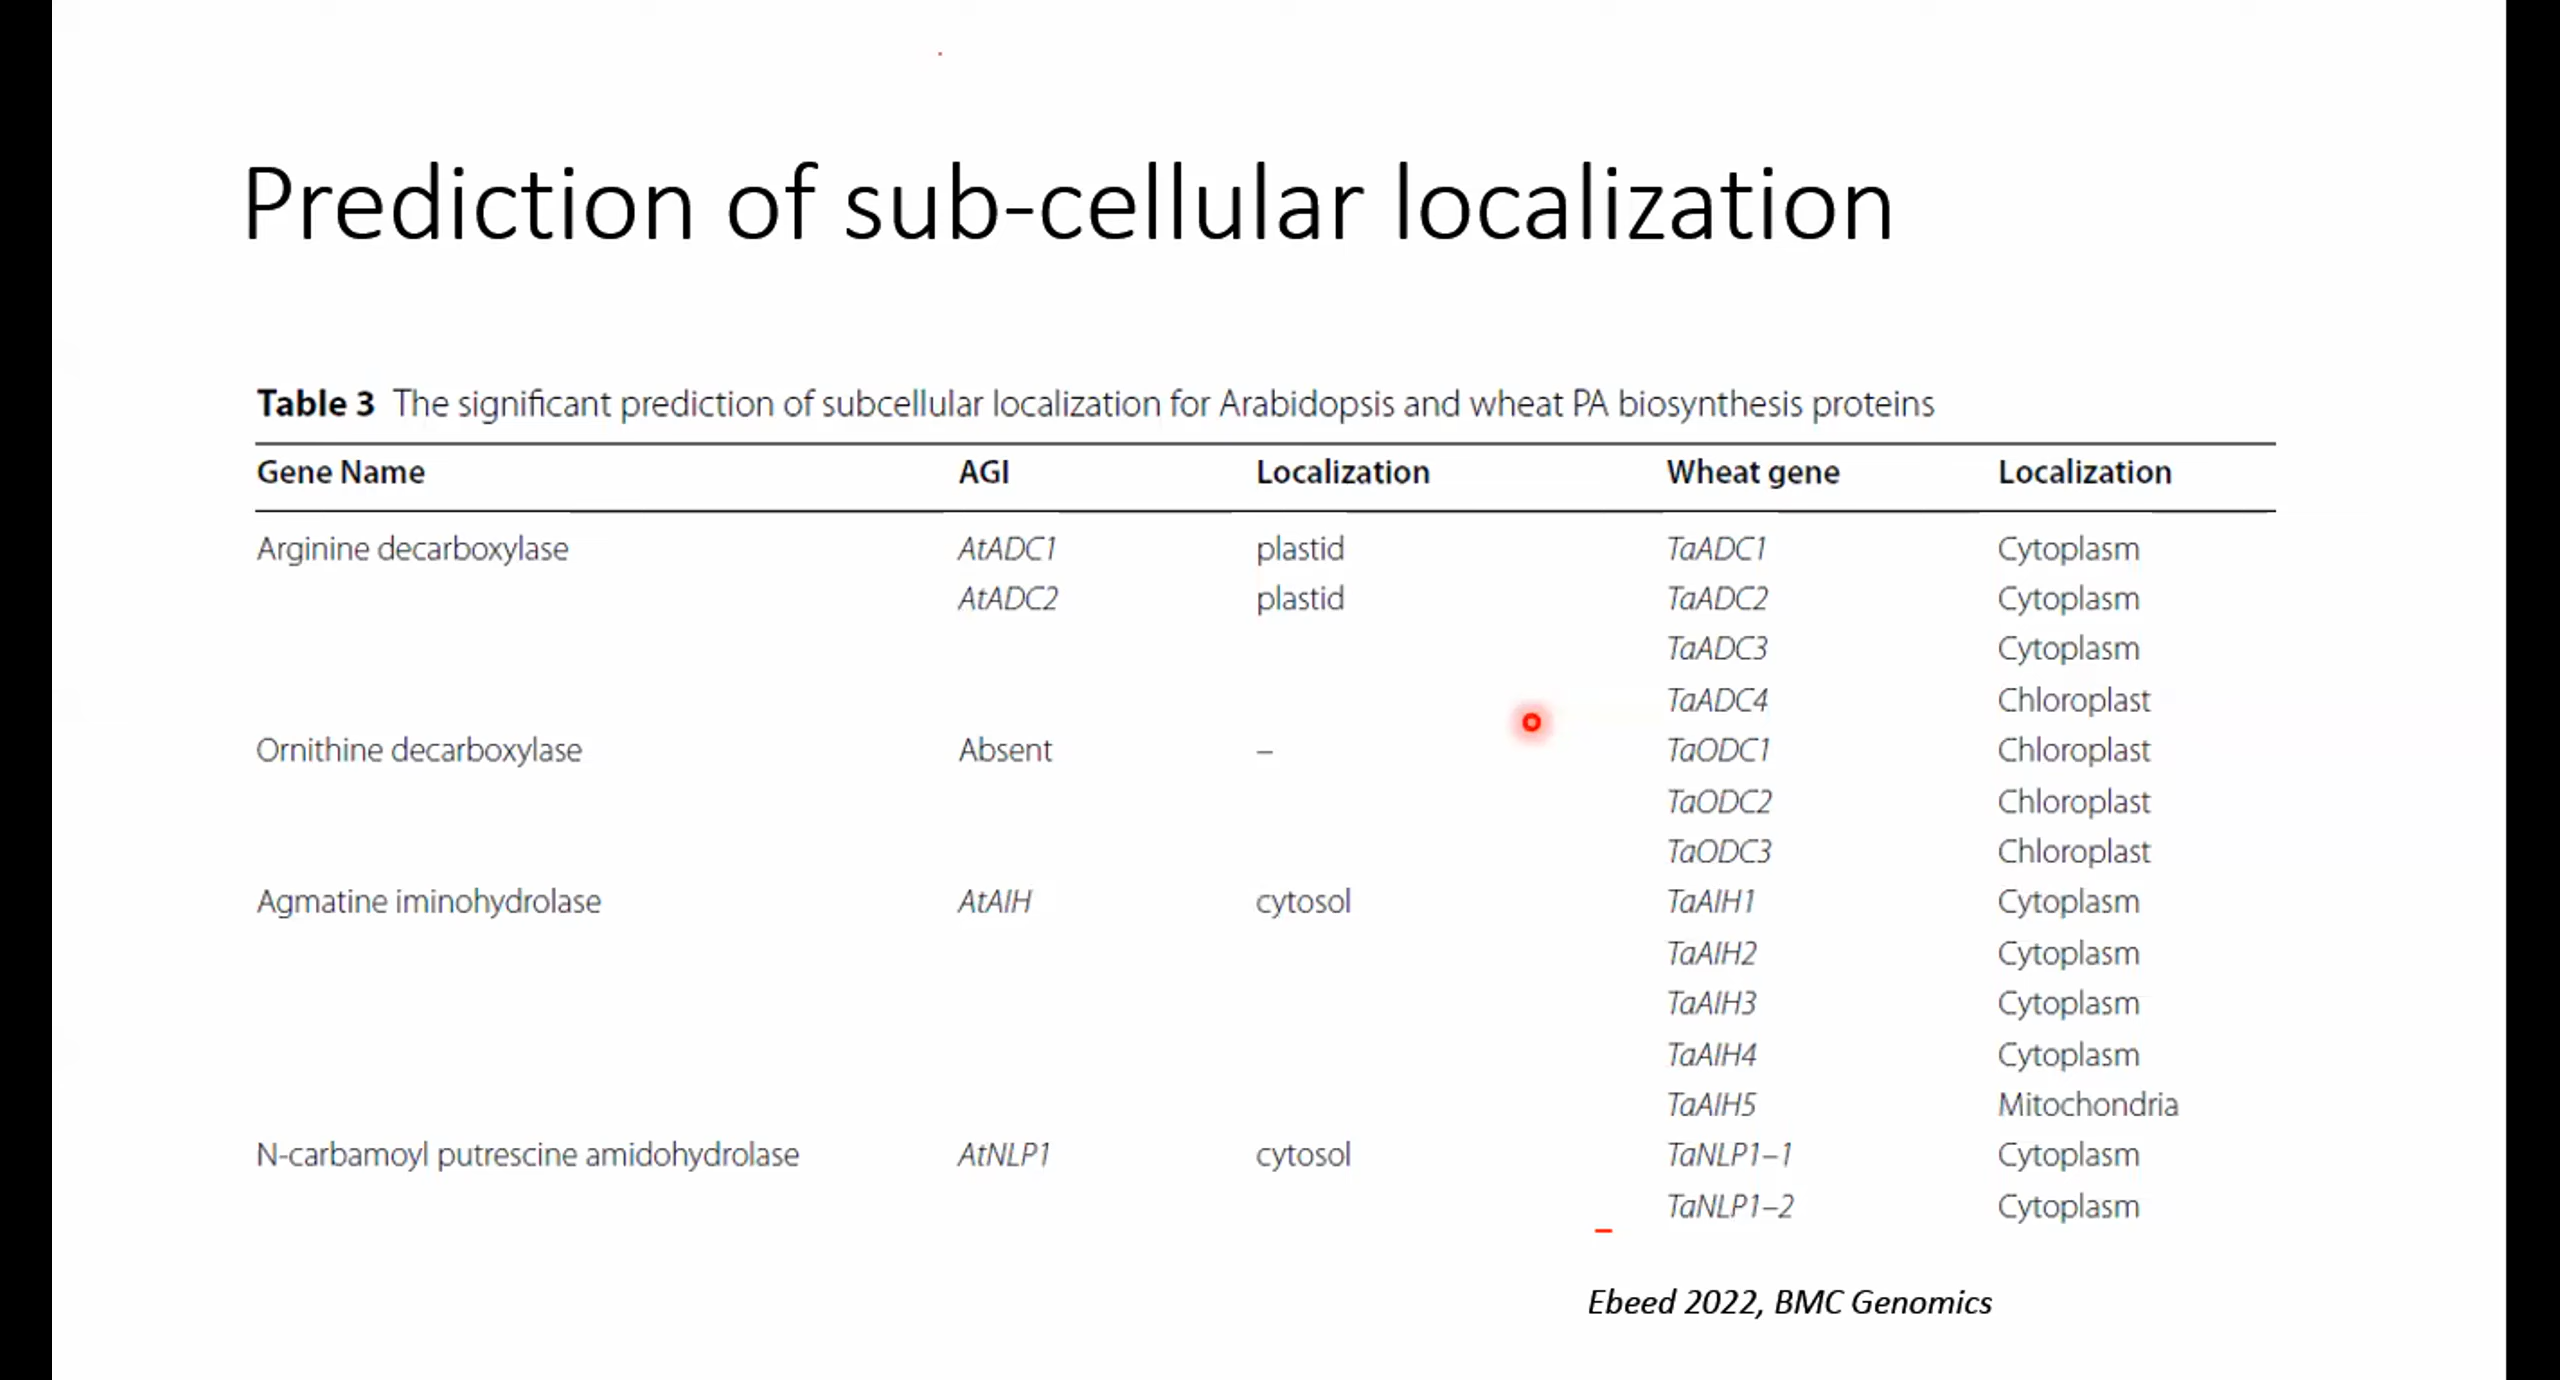 Prediction of sub-cellular localization
Table 3 The significant prediction of subcellular localization for Arabidopsis and wheat PA biosynthesis proteins
Gene Name AGI Localization Wheat gene Localization
Arginine decarboxylase AtADC1 plastid TaADC1 Cytoplasm
AtADC2 plastid TaADC2 Cytoplasm
TaADC3 Cytoplasm
TaADC4 Chloroplast
Ornithine decarboxylase Absent – TaODC1 Chloroplast
TaODC2 Chloroplast
TaODC3 Chloroplast
Agmatine iminohydrolase AtAIH cytosol TaAIH1 Cytoplasm
TaAIH2 Cytoplasm
TaAIH3 Cytoplasm
TaAIH4 Cytoplasm
TaAIH5 Mitochondria
N-carbamoyl putrescine amidohydrolase AtNLP1 cytosol TaNLP1–1 Cytoplasm
TaNLP1–2 Cytoplasm
Ebeed 2022, BMC Genomics